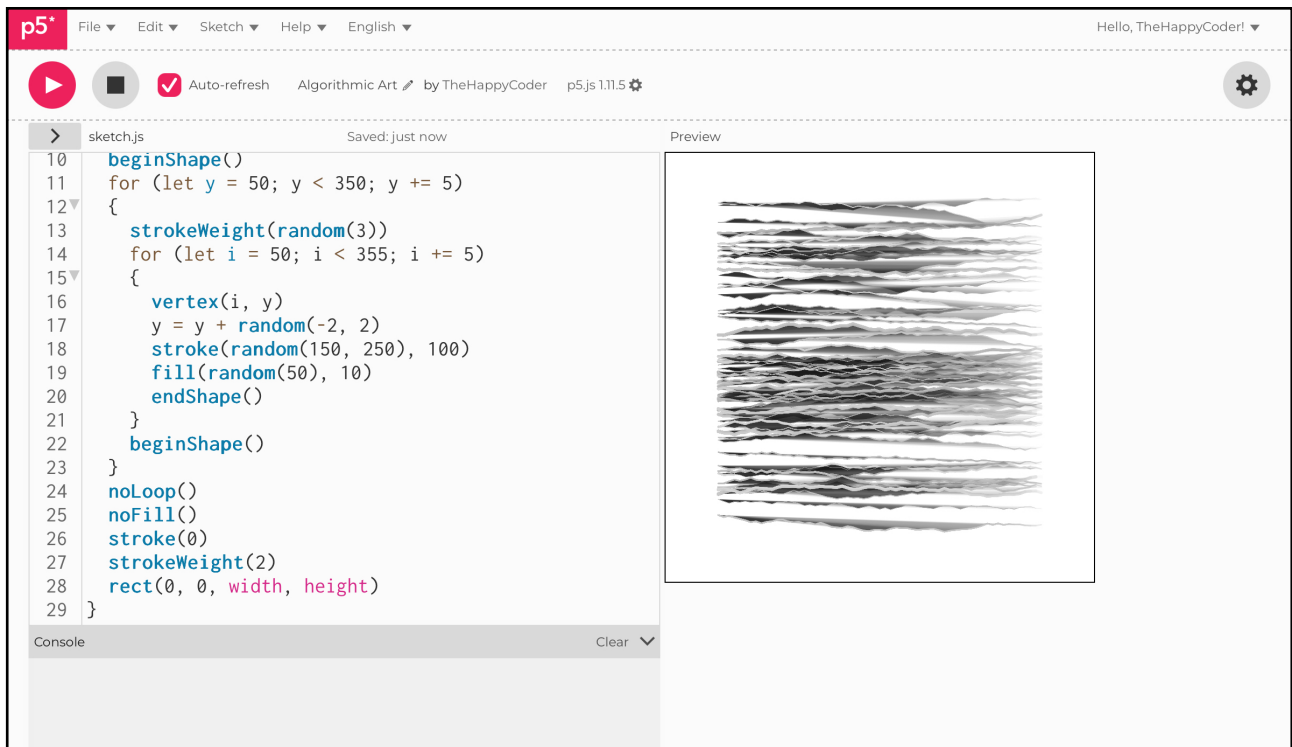 p5* File Edit Sketch Help English Hello, TheHappyCoder!
Auto-refresh Algorithmic Art by TheHappyCoder p5.js 1.11.5
sketch.js Saved: just now Preview
10 beginShape()
11 for (let y = 50; y < 350; y += 5)
12 {
13 strokeWeight(random(3))
14 for (let i = 50; i < 355; i += 5)
15 {
16 vertex(i, y)
17 y = y + random(-2, 2)
18 stroke(random(150, 250), 100)
19 fill(random(50), 10)
20 endShape()
21 }
22 beginShape()
23 }
24 noLoop()
25 noFill()
26 stroke(0)
27 strokeWeight(2)
28 rect(0, 0, width, height)
29 }
Console Clear